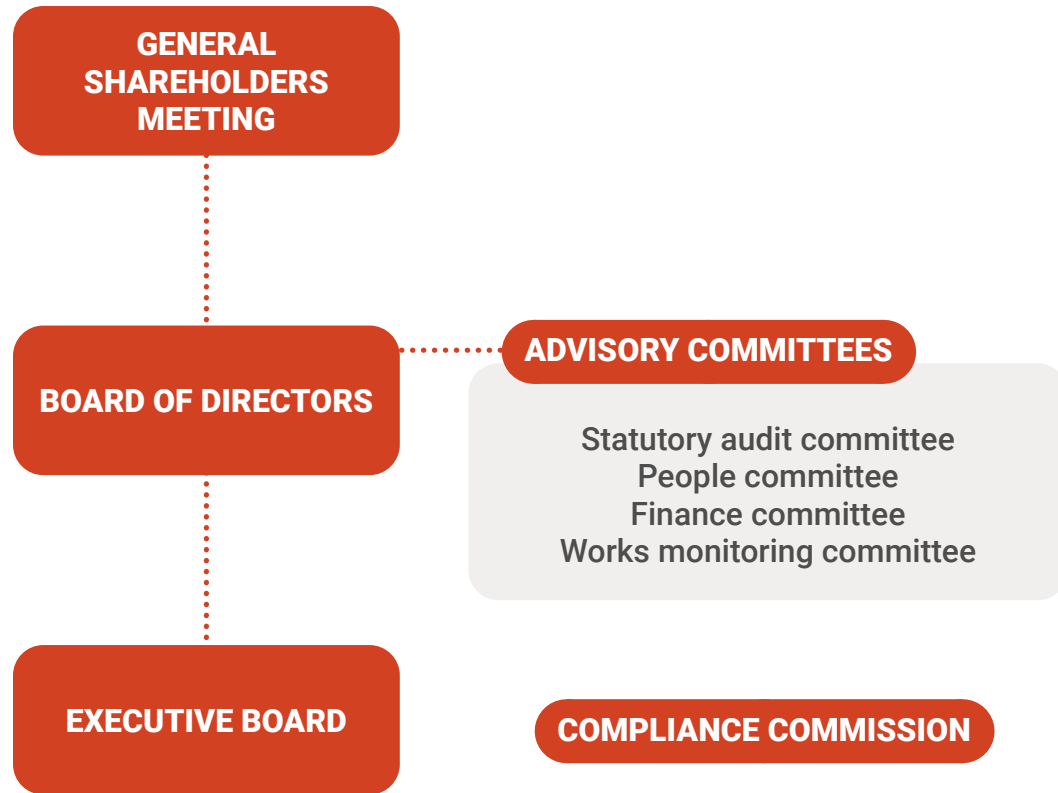 GENERAL
SHAREHOLDERS
MEETING
BOARD OF DIRECTORS
ADVISORY COMMITTEES
Statutory audit committee
People committee
Finance committee
Works monitoring committee
EXECUTIVE BOARD
COMPLIANCE COMMISSION